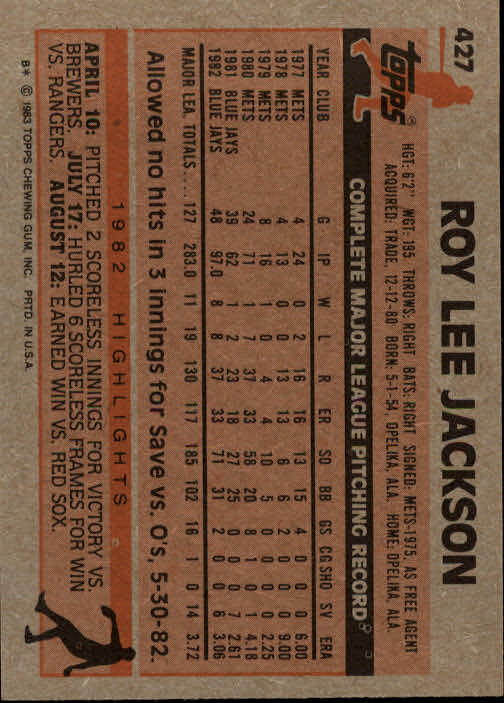 427
Topps®
ROY LEE JACKSON
HGT: 6'2" WGT: 195 THROWS: RIGHT BATS: RIGHT SIGNED: METS-1975, AS FREE AGENT
ACQUIRED: TRADE, 12-12-80 BORN: 5-1-54, OPELIKA, ALA. HOME: OPELIKA, ALA.
COMPLETE MAJOR LEAGUE PITCHING RECORD
YEAR CLUB G IP W L R ER SO BB GS CG SHO SV ERA
1977 METS 4 24 0 2 16 16 13 15 4 0 0 0 6.00
1978 METS 4 13 0 0 13 13 6 6 2 0 0 0 9.00
1979 METS 8 16 1 0 4 4 10 5 0 0 0 0 2.25
1980 METS 24 71 1 7 37 33 58 20 8 1 0 1 4.18
1981 BLUE JAYS 39 62 1 2 23 18 27 25 0 0 0 7 2.61
1982 BLUE JAYS 48 97.0 8 8 37 33 71 31 2 0 0 6 3.06
MAJOR LEA. TOTALS.... 127 283.0 11 19 130 117 185 102 16 1 0 14 3.72
Allowed no hits in 3 innings for Save vs. O's, 5-30-82.
1982 HIGHLIGHTS
APRIL 10: PITCHED 2 SCORELESS INNINGS FOR VICTORY VS.
BREWERS. JULY 17: HURLED 6 SCORELESS FRAMES FOR WIN
VS. RANGERS. AUGUST 12: EARNED WIN VS. RED SOX.
B* © 1983 TOPPS CHEWING GUM, INC. PRTD. IN U.S.A.